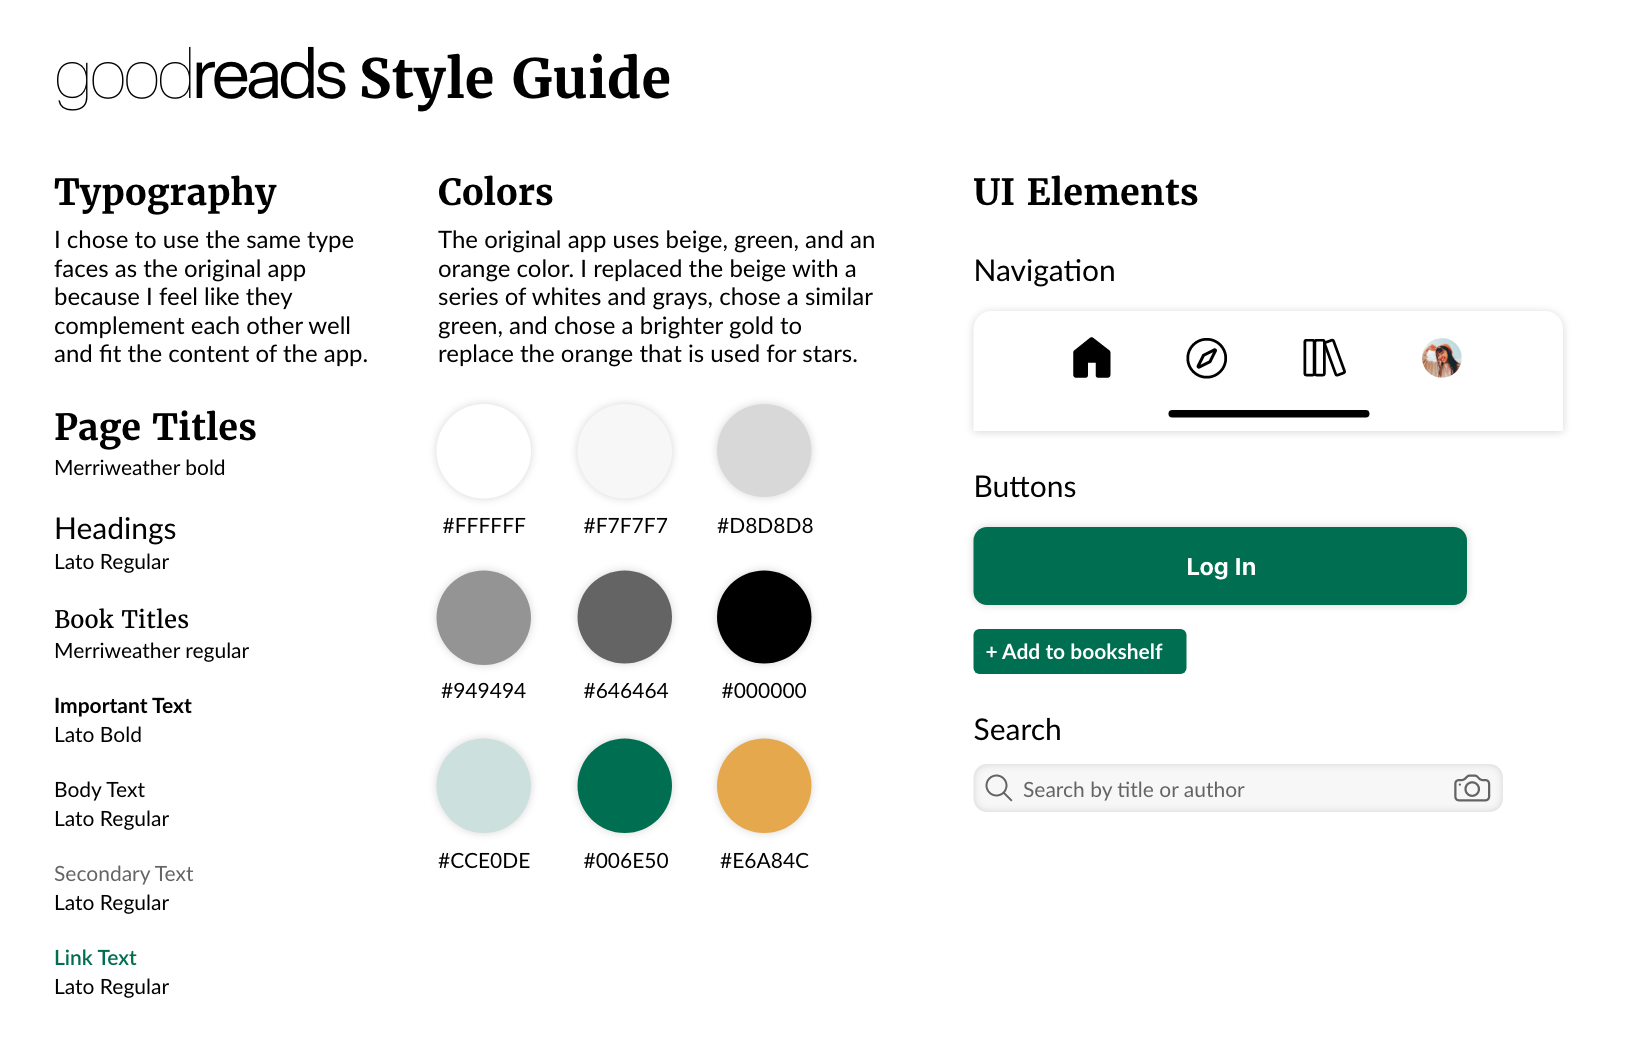 goodreads Style Guide
Typography
I chose to use the same type
faces as the original app
because I feel like they
complement each other well
and fit the content of the app.
Page Titles
Merriweather bold
Headings
Lato Regular
Book Titles
Merriweather regular
Important Text
Lato Bold
Body Text
Lato Regular
Secondary Text
Lato Regular
Link Text
Lato Regular
Colors
The original app uses beige, green, and an
orange color. I replaced the beige with a
series of whites and grays, chose a similar
green, and chose a brighter gold to
replace the orange that is used for stars.
#FFFFFF #F7F7F7 #D8D8D8
#949494 #646464 #000000
#CCE0DE #006E50 #E6A84C
UI Elements
Navigation
Buttons
Log In
+ Add to bookshelf
Search
Search by title or author